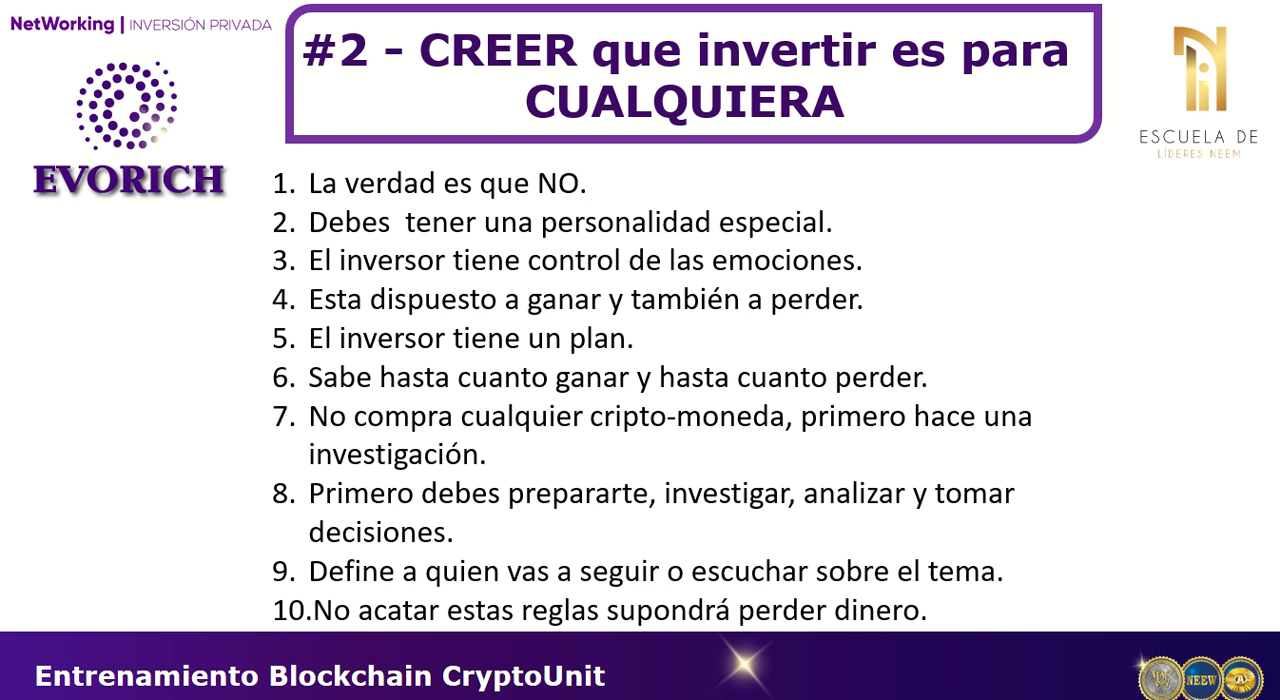 NetWorking | INVERSIÓN PRIVADA
#2 - CREER que invertir es para
CUALQUIERA
EVORICH
ESCUELA DE
LÍDERES NEEM
1. La verdad es que NO.
2. Debes  tener una personalidad especial.
3. El inversor tiene control de las emociones.
4. Esta dispuesto a ganar y también a perder.
5. El inversor tiene un plan.
6. Sabe hasta cuanto ganar y hasta cuanto perder.
7. No compra cualquier cripto-moneda, primero hace una
investigación.
8. Primero debes prepararte, investigar, analizar y tomar
decisiones.
9. Define a quien vas a seguir o escuchar sobre el tema.
10.No acatar estas reglas supondrá perder dinero.
Entrenamiento Blockchain CryptoUnit
NEEW